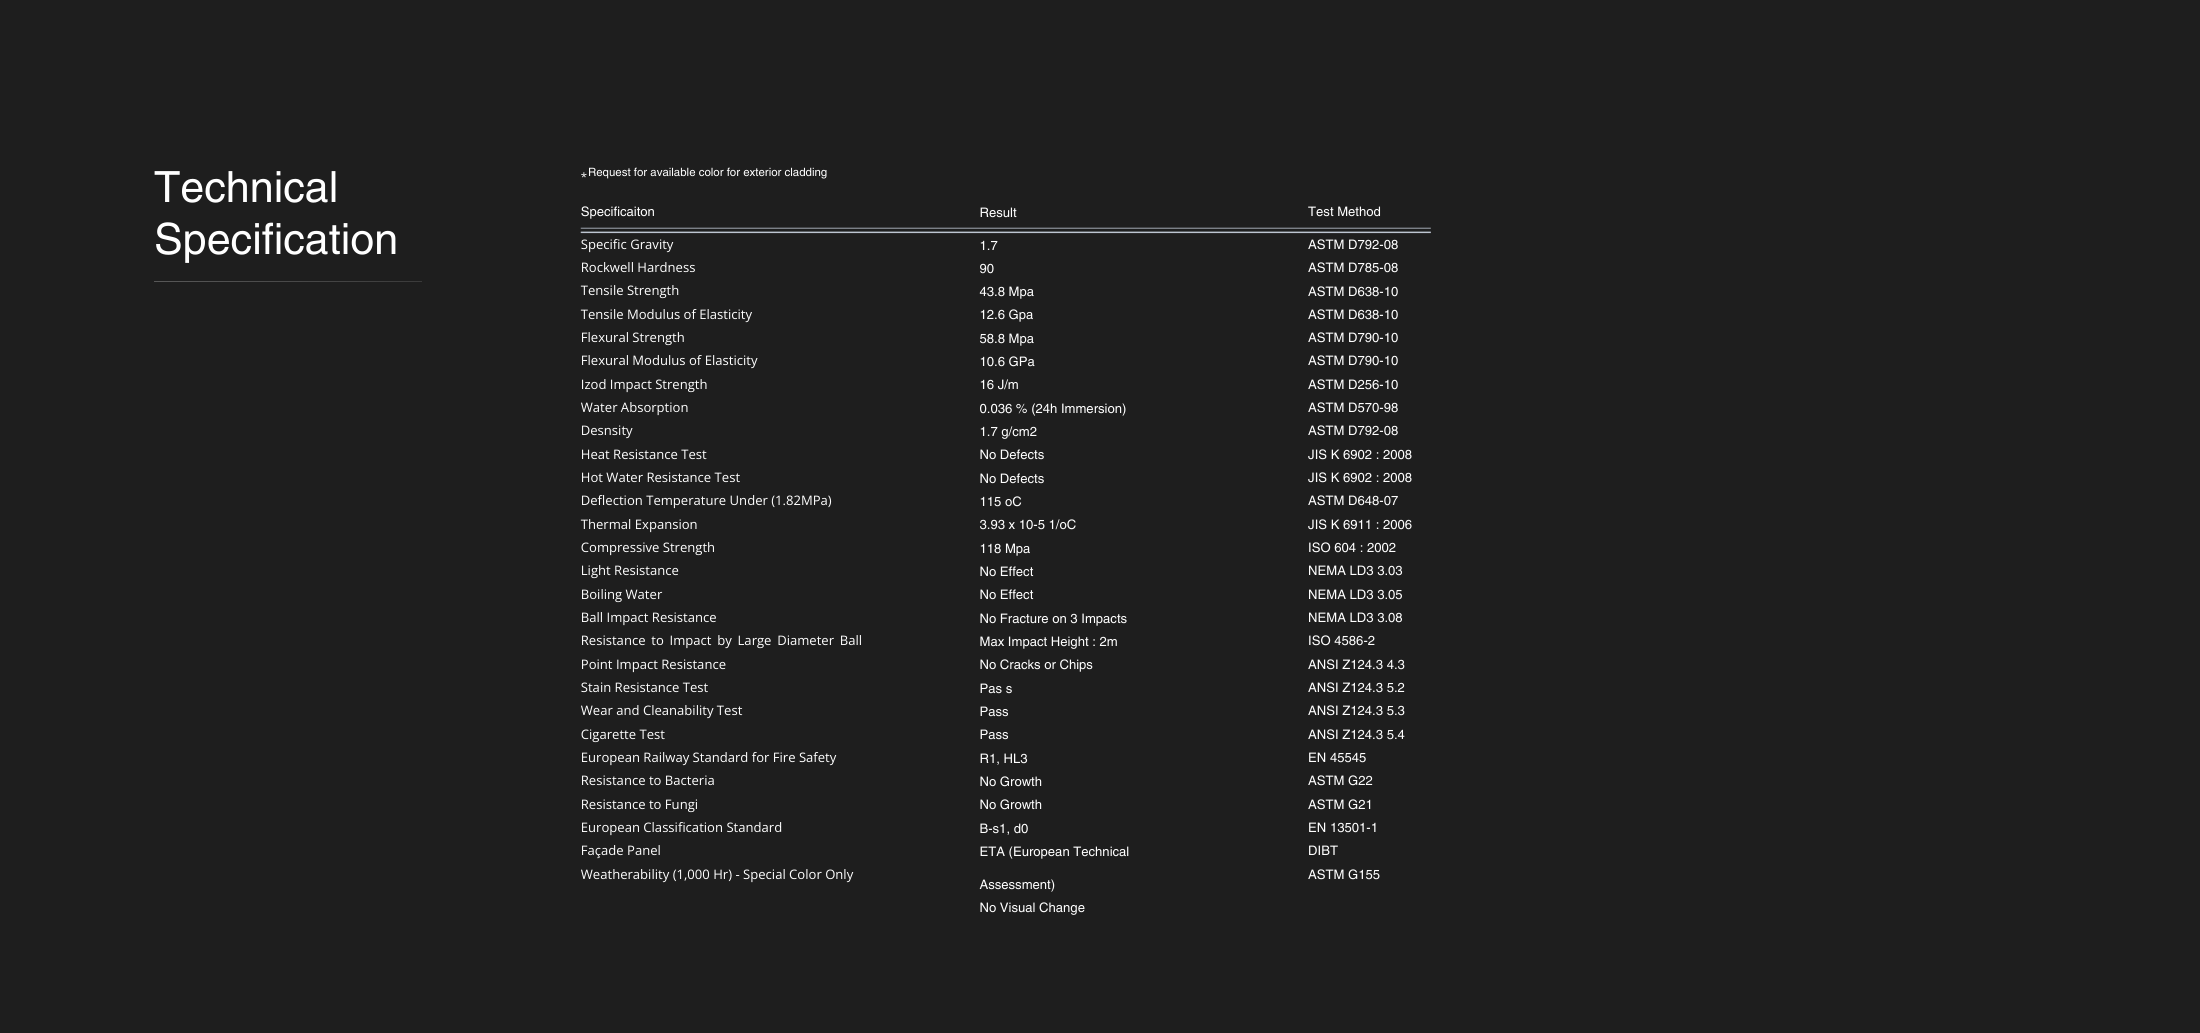 Technical
Specification
*Request for available color for exterior cladding
Specificaiton Result Test Method
Specific Gravity 1.7 ASTM D792-08
Rockwell Hardness 90 ASTM D785-08
Tensile Strength 43.8 Mpa ASTM D638-10
Tensile Modulus of Elasticity 12.6 Gpa ASTM D638-10
Flexural Strength 58.8 Mpa ASTM D790-10
Flexural Modulus of Elasticity 10.6 GPa ASTM D790-10
Izod Impact Strength 16 J/m ASTM D256-10
Water Absorption 0.036 % (24h Immersion) ASTM D570-98
Desnsity 1.7 g/cm2 ASTM D792-08
Heat Resistance Test No Defects JIS K 6902 : 2008
Hot Water Resistance Test No Defects JIS K 6902 : 2008
Deflection Temperature Under (1.82MPa) 115 oC ASTM D648-07
Thermal Expansion 3.93 x 10-5 1/oC JIS K 6911 : 2006
Compressive Strength 118 Mpa ISO 604 : 2002
Light Resistance No Effect NEMA LD3 3.03
Boiling Water No Effect NEMA LD3 3.05
Ball Impact Resistance No Fracture on 3 Impacts NEMA LD3 3.08
Resistance to Impact by Large Diameter Ball Max Impact Height : 2m ISO 4586-2
Point Impact Resistance No Cracks or Chips ANSI Z124.3 4.3
Stain Resistance Test Pas s ANSI Z124.3 5.2
Wear and Cleanability Test Pass ANSI Z124.3 5.3
Cigarette Test Pass ANSI Z124.3 5.4
European Railway Standard for Fire Safety R1, HL3 EN 45545
Resistance to Bacteria No Growth ASTM G22
Resistance to Fungi No Growth ASTM G21
European Classification Standard B-s1, d0 EN 13501-1
Façade Panel ETA (European Technical DIBT
Weatherability (1,000 Hr) - Special Color Only ASTM G155
Assessment)
No Visual Change